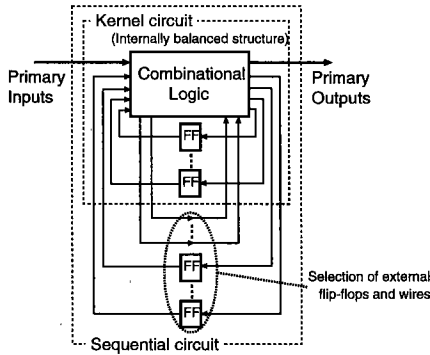 Kernel circuit
(Internally balanced structure)
Primary
Inputs
Combinational
Logic
Primary
Outputs
FF
FF
FF
FF
Selection of external
flip-flops and wires
Sequential circuit